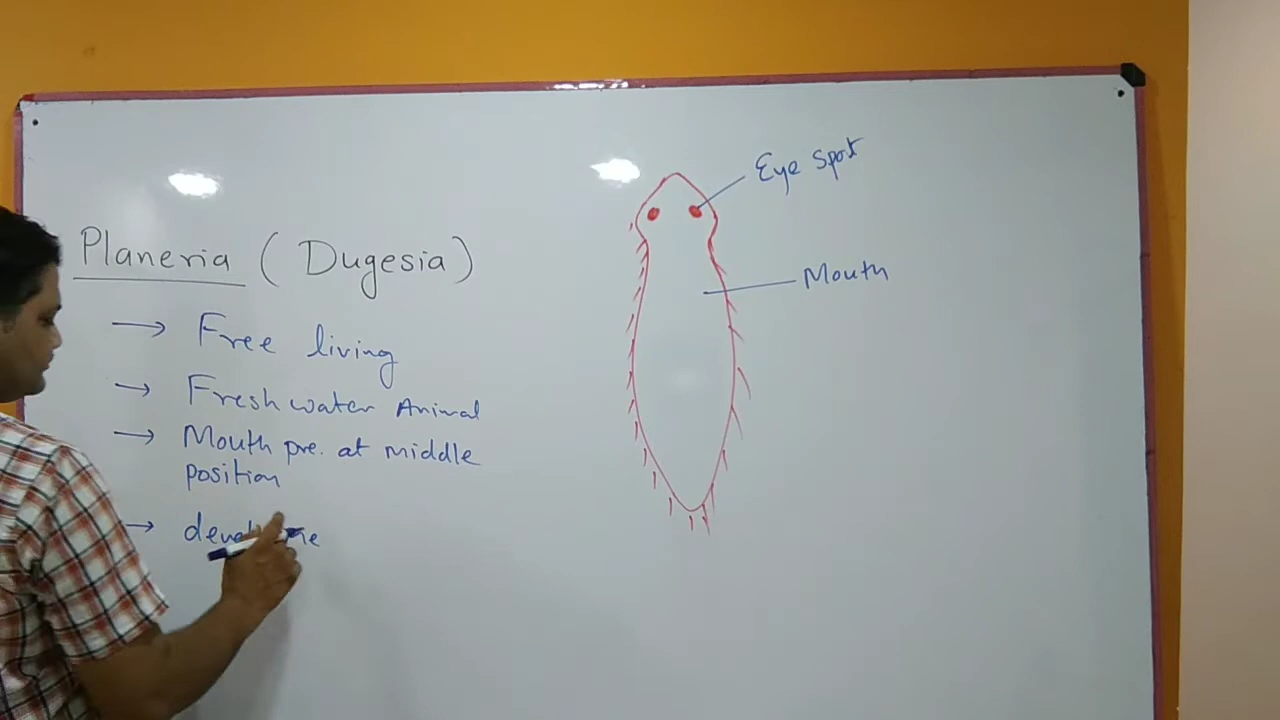 Planeria ( Dugesia )
→ Free living
→ Fresh water Animal
→ Mouth pre. at middle
position
→
Eye spot
Mouth